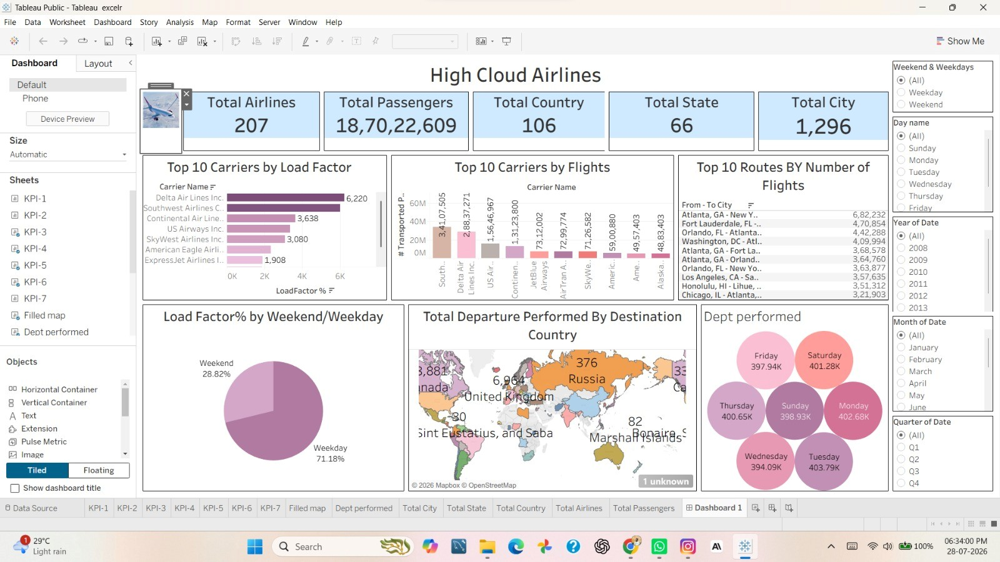 Tableau Public - Tableau excelr
File Data Worksheet Dashboard Story Analysis Map Format Server Window Help
Show Me
Dashboard Layout
Default
Phone
Device Preview
Size
Automatic
Sheets
KPI-1
KPI-2
KPI-3
KPI-4
KPI-5
KPI-6
KPI-7
Filled map
Dept performed
Objects
Horizontal Container
Vertical Container
Text
Extension
Pulse Metric
Image
Tiled Floating
Show dashboard title
High Cloud Airlines
Total Airlines
207
Total Passengers
18,70,22,609
Total Country
106
Total State
66
Total City
1,296
Top 10 Carriers by Load Factor
Carrier Name
Delta Air Lines Inc. 6,220
Southwest Airlines C..
Continental Air Line.. 3,638
US Airways Inc.
SkyWest Airlines Inc. 3,080
American Eagle Airli..
ExpressJet Airlines I.. 1,908
0K 2K 4K 6K
LoadFactor %
Top 10 Carriers by Flights
Carrier Name
# Transported P..
60M
40M
20M
0M
3,41,07,505
2,88,37,271
1,56,46,967
1,31,23,800
73,12,002
72,99,774
71,26,582
59,00,880
49,57,403
48,83,403
South..
Delta Air Lines Inc.
US Air..
Continen..
JetBlue Airways
AirTran A..
SkyWe..
Americ..
Ame..
Alaska..
Top 10 Routes BY Number of
Flights
From - To City
Atlanta, GA - New Y.. 6,82,232
Fort Lauderdale, FL -.. 4,70,854
Orlando, FL - Atlanta.. 4,42,288
Washington, DC - Atl.. 4,09,994
Atlanta, GA - Fort La.. 3,68,578
Atlanta, GA - Orland.. 3,64,760
Orlando, FL - New Yo.. 3,63,877
Los Angeles, CA - Sa.. 3,57,635
Honolulu, HI - Lihue, .. 3,51,312
Chicago, IL - Atlanta,.. 3,21,903
Load Factor% by Weekend/Weekday
Weekend
28.82%
Weekday
71.18%
Total Departure Performed By Destination
Country
3,881
anada
6,964
United Kingdom
376
Russia
33
Ca
30
Sint Eustatius, and Saba
82
Marshall Islands
Bonaire, S
© 2026 Mapbox © OpenStreetMap
1 unknown
Dept performed
Friday
397.94K
Saturday
401.28K
Thursday
400.65K
Sunday
398.93K
Monday
402.68K
Wednesday
394.09K
Tuesday
403.79K
Weekend & Weekdays
(All)
Weekday
Weekend
Day name
(All)
Sunday
Monday
Tuesday
Wednesday
Thursday
Friday
Year of Date
(All)
2008
2009
2010
2011
2012
2013
Month of Date
(All)
January
February
March
April
May
June
Quarter of Date
(All)
Q1
Q2
Q3
Q4
Data Source KPI-1 KPI-2 KPI-3 KPI-4 KPI-5 KPI-6 KPI-7 Filled map Dept performed Total City Total State Total Country Total Airlines Total Passengers Dashboard 1
1
29°C
Light rain
Search
100%
06:34:00 PM
28-07-2026